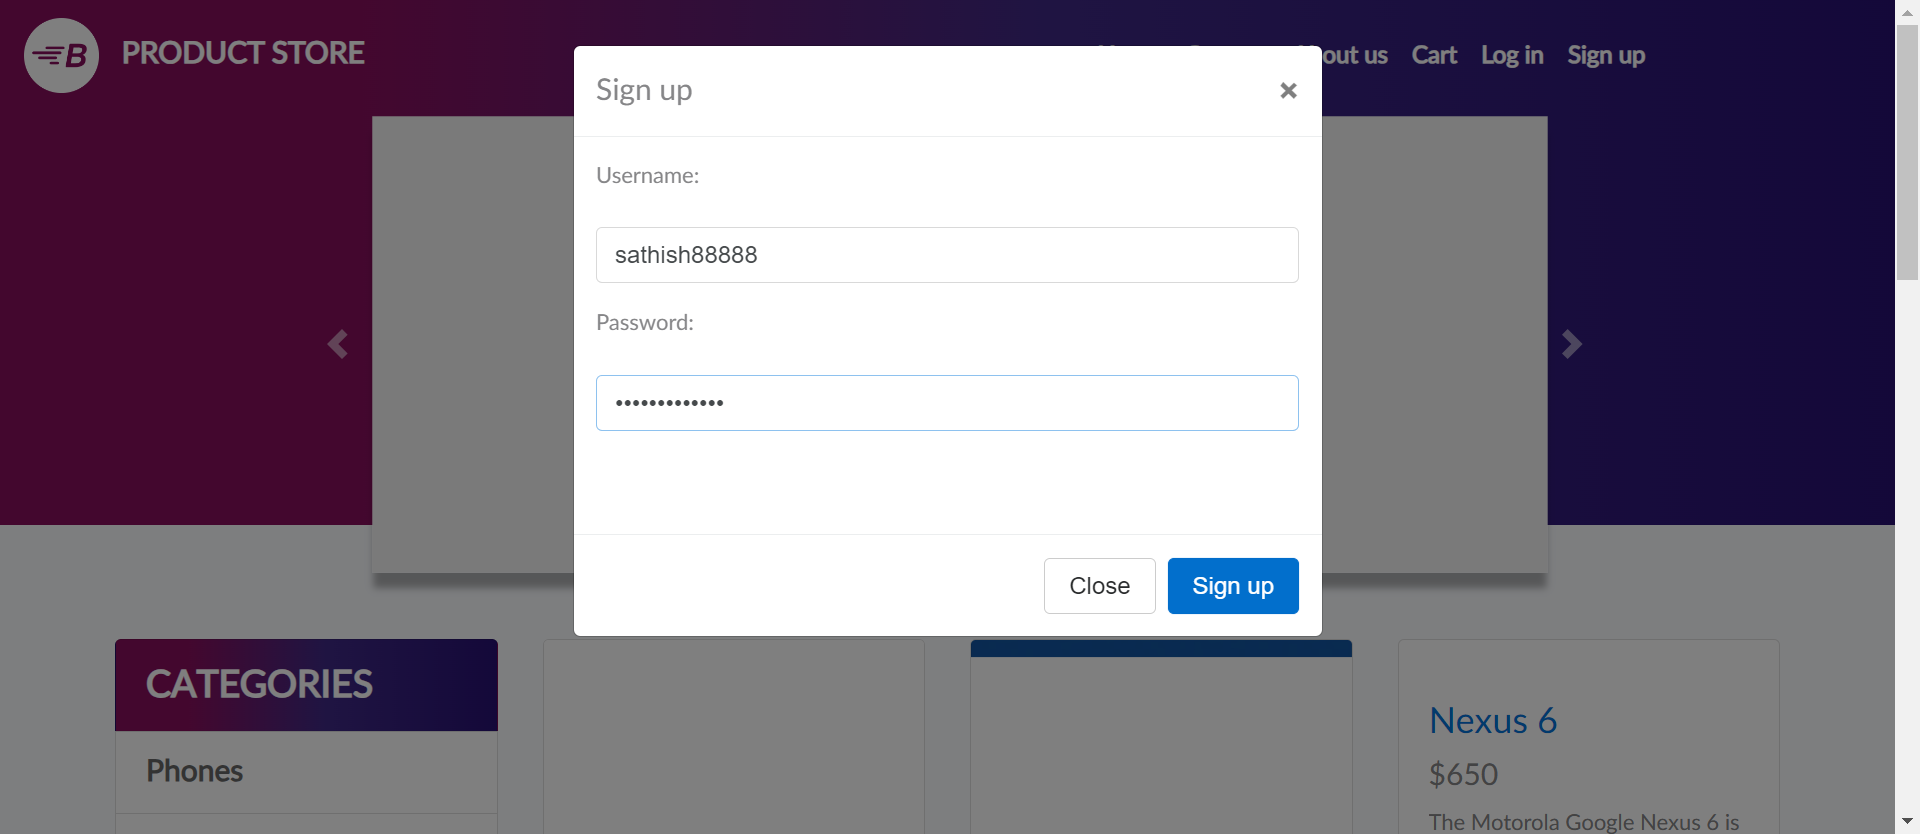 B PRODUCT STORE
out us Cart Log in Sign up
Sign up
×
Username:
sathish88888
Password:
•••••••••••••
Close Sign up
CATEGORIES
Phones
Nexus 6
$650
The Motorola Google Nexus 6 is